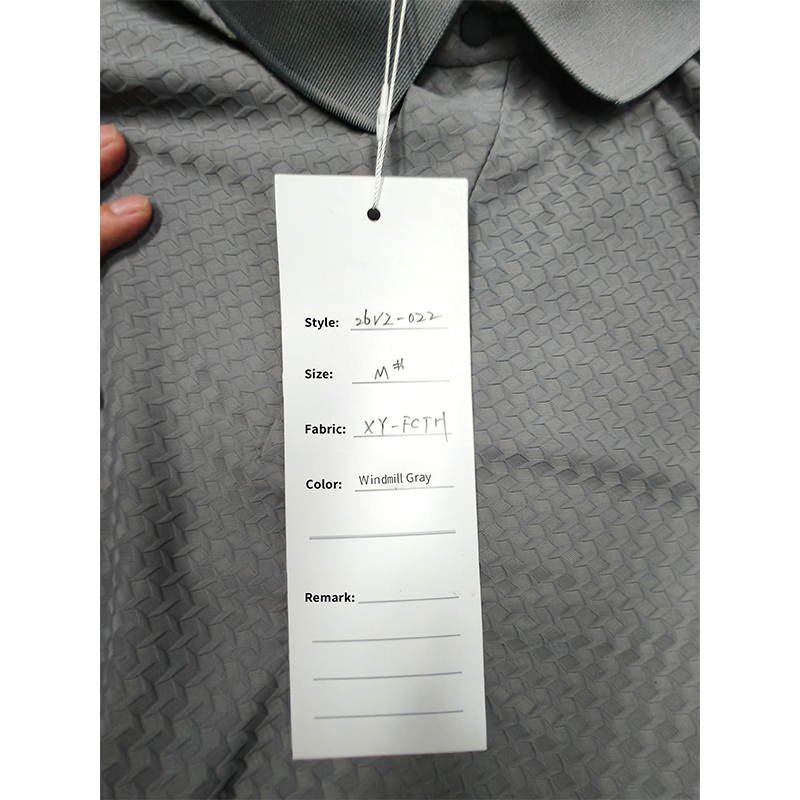 Style: 26V2-022
Size: M#
Fabric: XY-FCTH
Color: Windmill Gray
Remark: